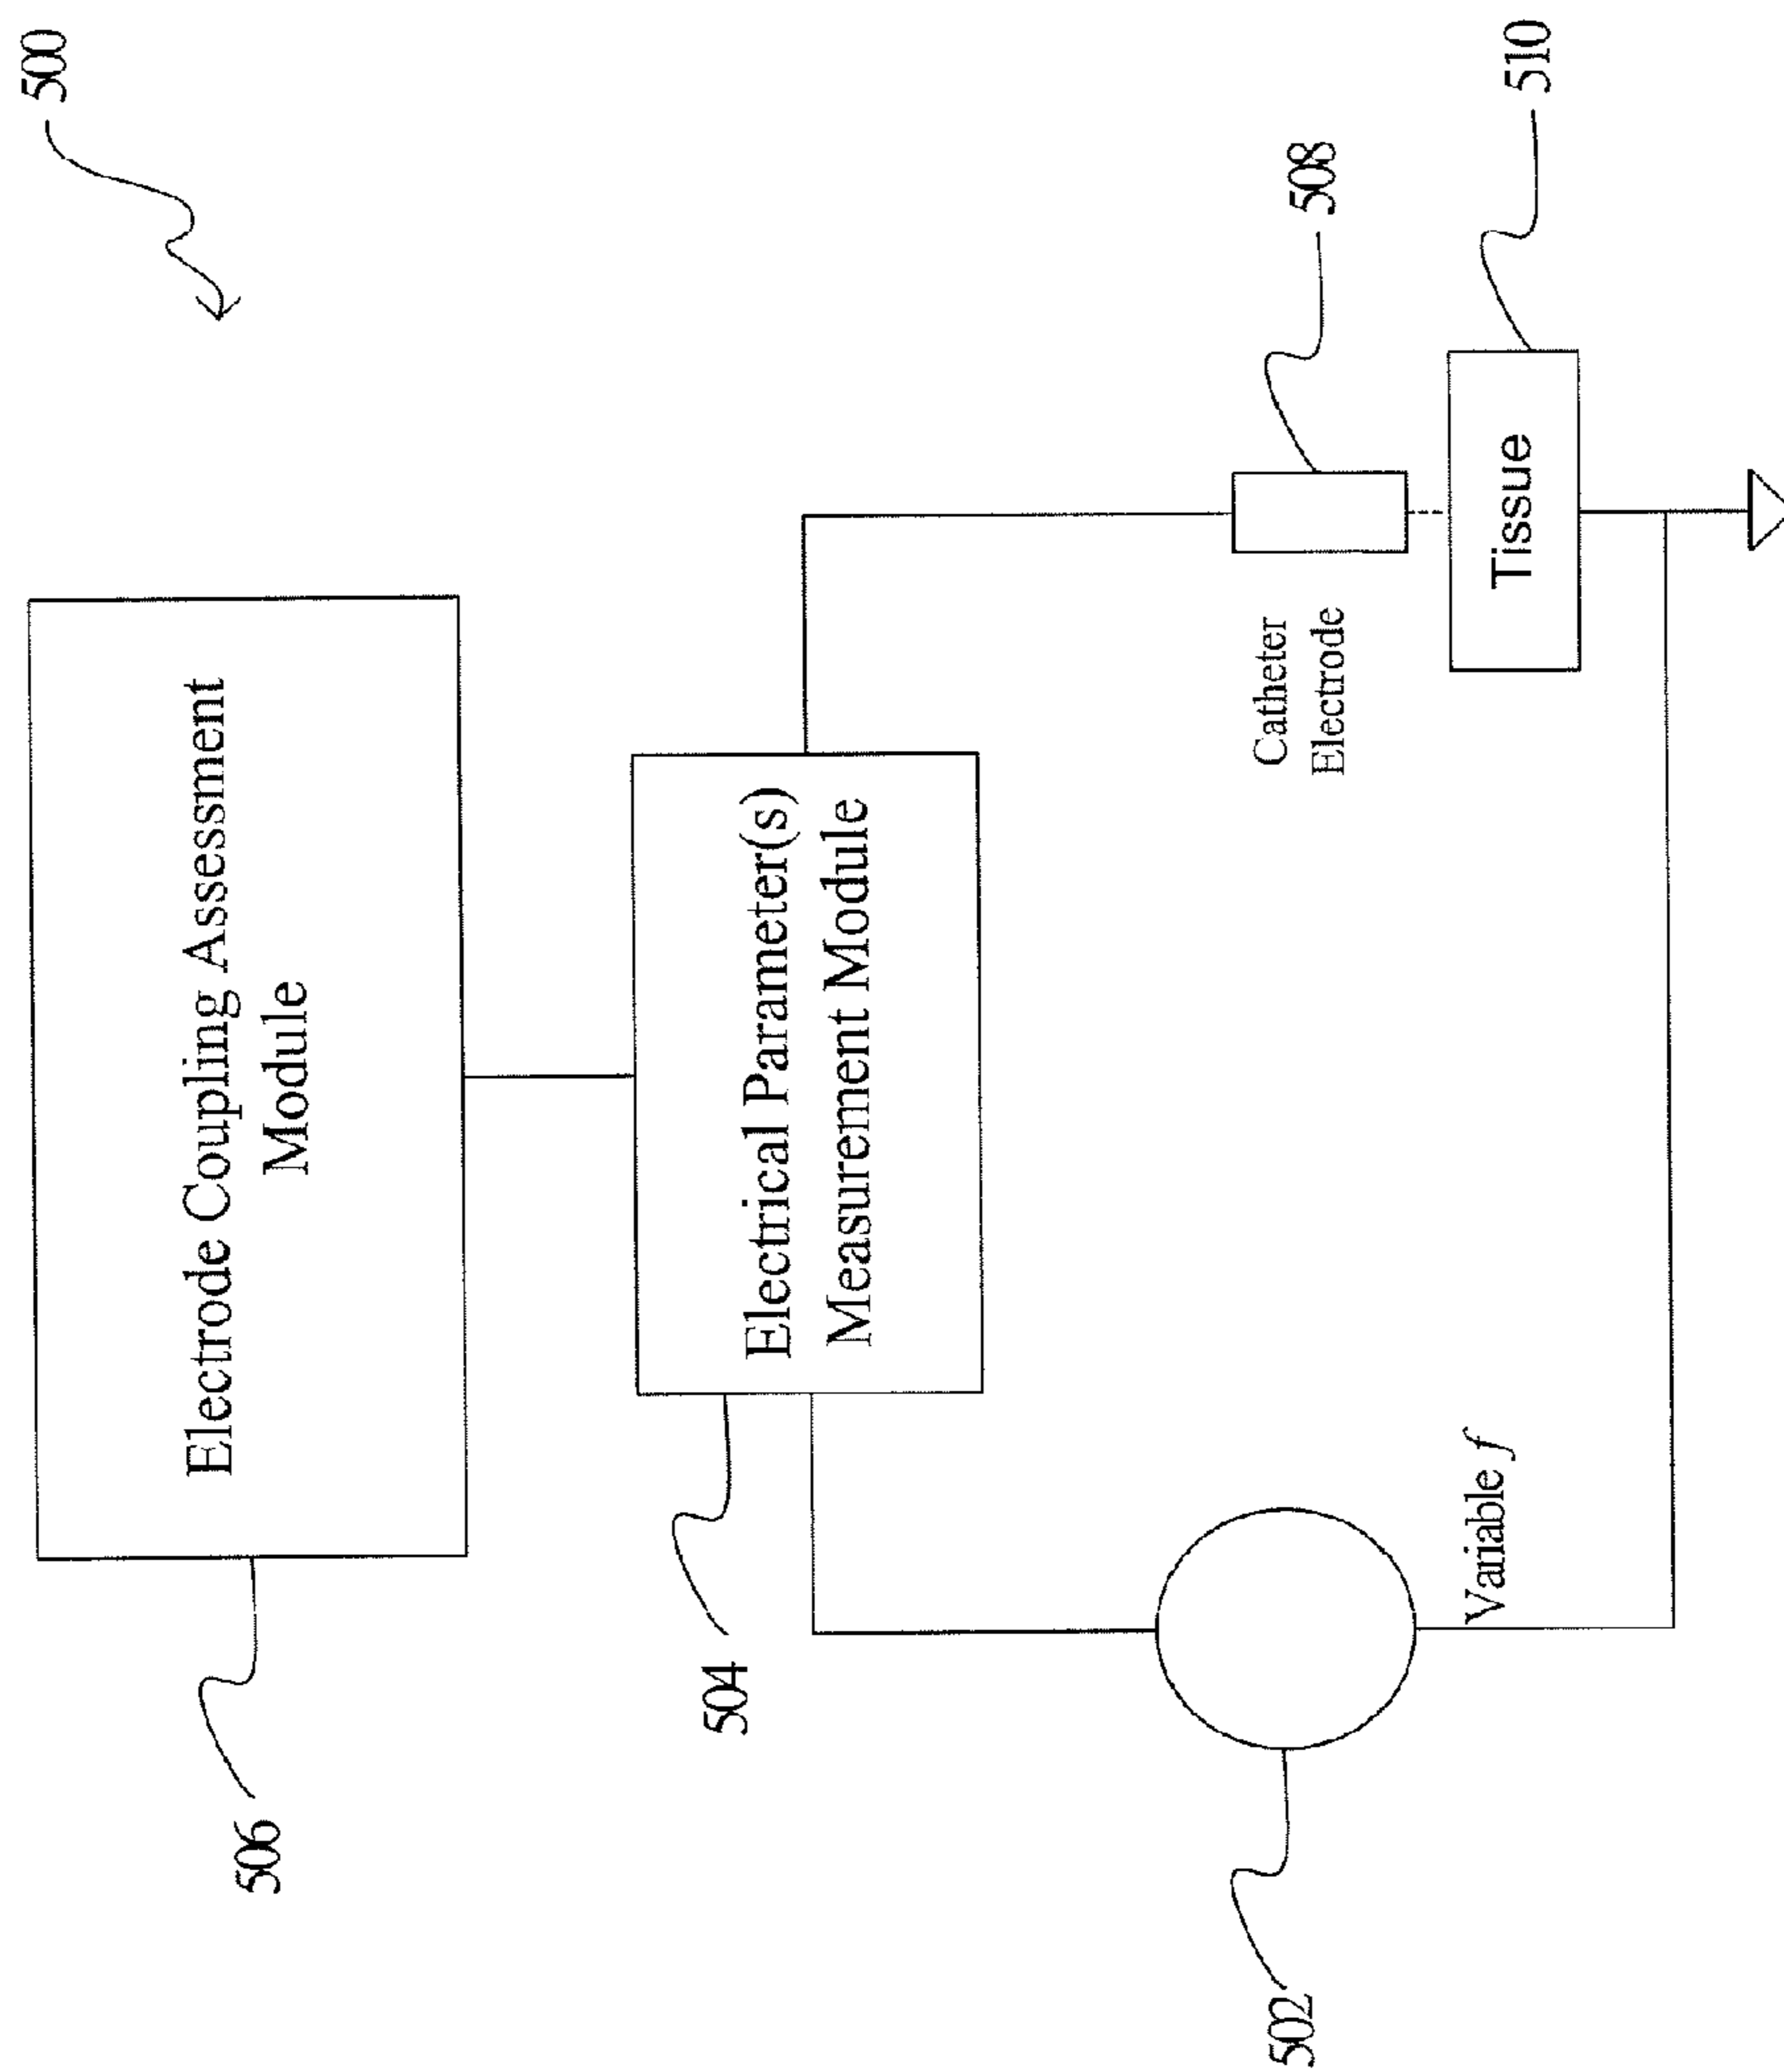 500
506
Electrode Coupling Assessment
Module
504
Electrical Parameter(s)
Measurement Module
502
Variable f
Catheter
Electrode
508
Tissue
510